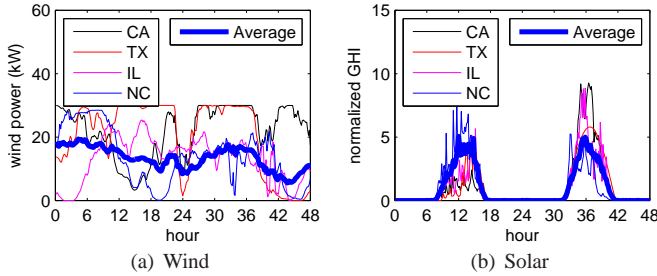 60
40
20
0
wind power (kW)
0 6 12 18 24 30 36 42 48
hour
CA
TX
IL
NC
Average
(a) Wind
15
10
5
0
normalized GHI
0 6 12 18 24 30 36 42 48
hour
CA
TX
IL
NC
Average
(b) Solar